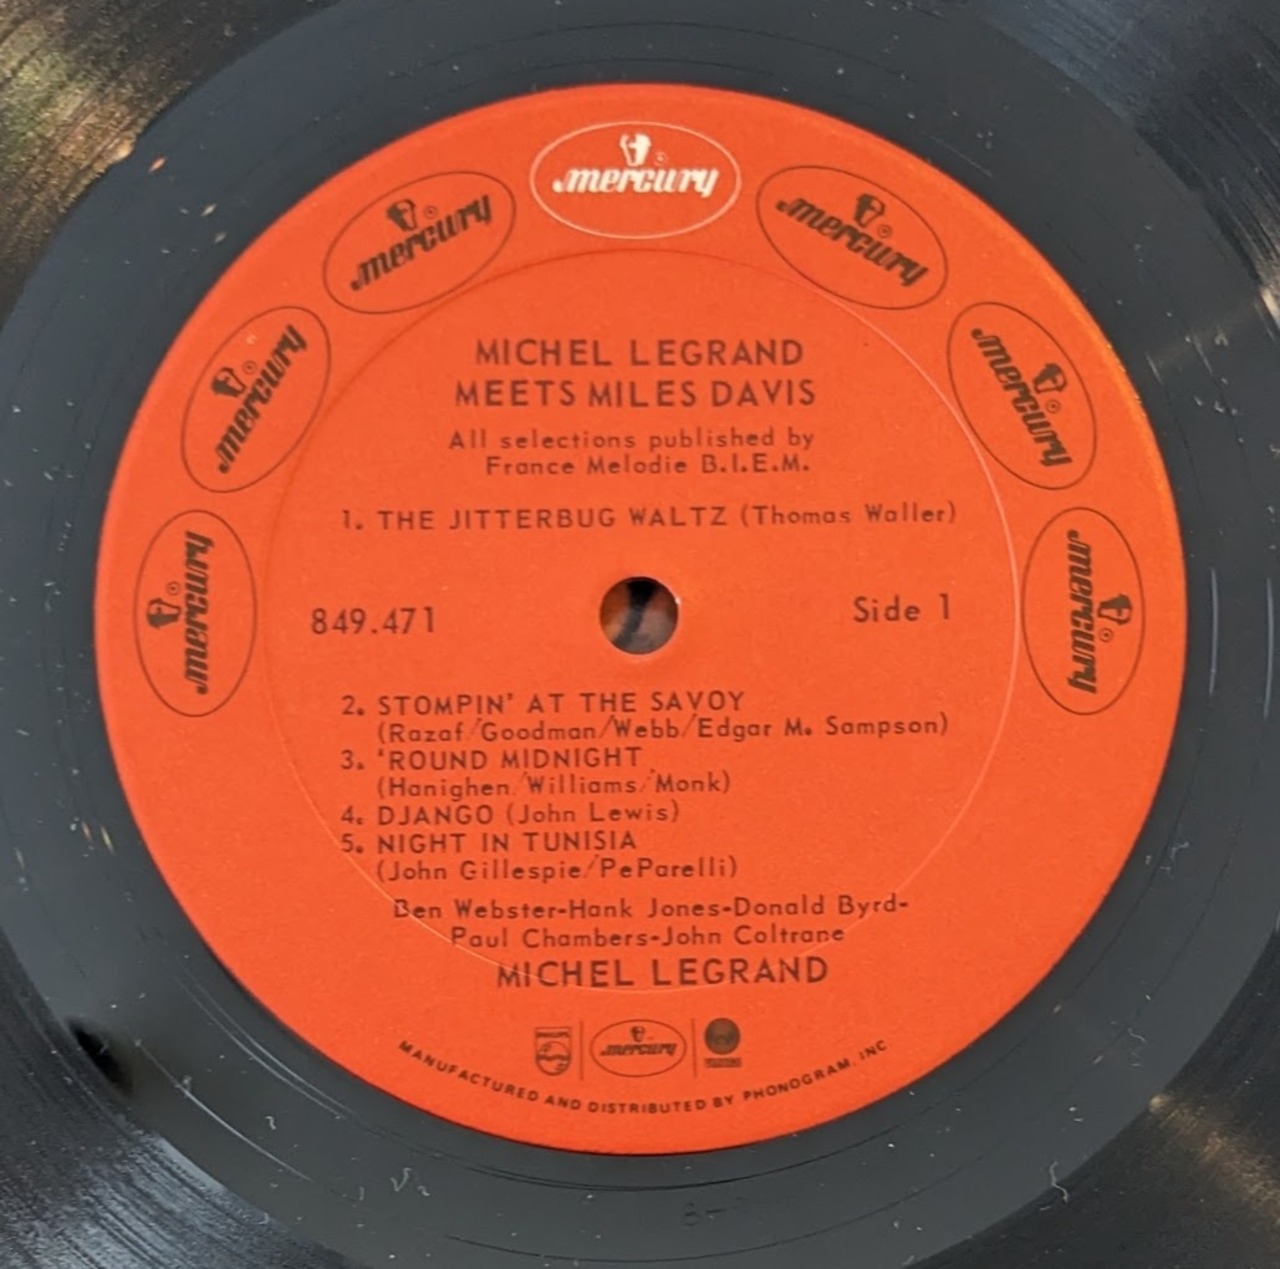 mercury
mercury
mercury
mercury
mercury
mercury
mercury
MICHEL LEGRAND
MEETS MILES DAVIS
All selections published by
France Melodie B.I.E.M.
1. THE JITTERBUG WALTZ (Thomas Waller)
849.471
Side 1
2. STOMPIN' AT THE SAVOY
(Razaf/Goodman/Webb/Edgar M. Sampson)
3. 'ROUND MIDNIGHT
(Hanighen/Williams/Monk)
4. DJANGO (John Lewis)
5. NIGHT IN TUNISIA
(John Gillespie/PeParelli)
Ben Webster-Hank Jones-Donald Byrd-
Paul Chambers-John Coltrane
MICHEL LEGRAND
PHILIPS
mercury
MANUFACTURED AND DISTRIBUTED BY PHONOGRAM, INC